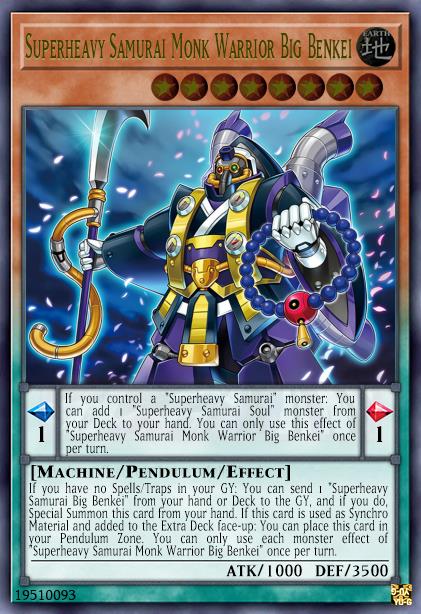 Superheavy Samurai Monk Warrior Big Benkei
EARTH
地
If you control a "Superheavy Samurai" monster: You
can add 1 "Superheavy Samurai Soul" monster from
your Deck to your hand. You can only use this effect of
"Superheavy Samurai Monk Warrior Big Benkei" once
per turn.
1
1
[Machine/Pendulum/Effect]
If you have no Spells/Traps in your GY: You can send 1 "Superheavy
Samurai Big Benkei" from your hand or Deck to the GY, and if you do,
Special Summon this card from your hand. If this card is used as Synchro
Material and added to the Extra Deck face-up: You can place this card in
your Pendulum Zone. You can only use each monster effect of
"Superheavy Samurai Monk Warrior Big Benkei" once per turn.
ATK/1000 DEF/3500
19510093